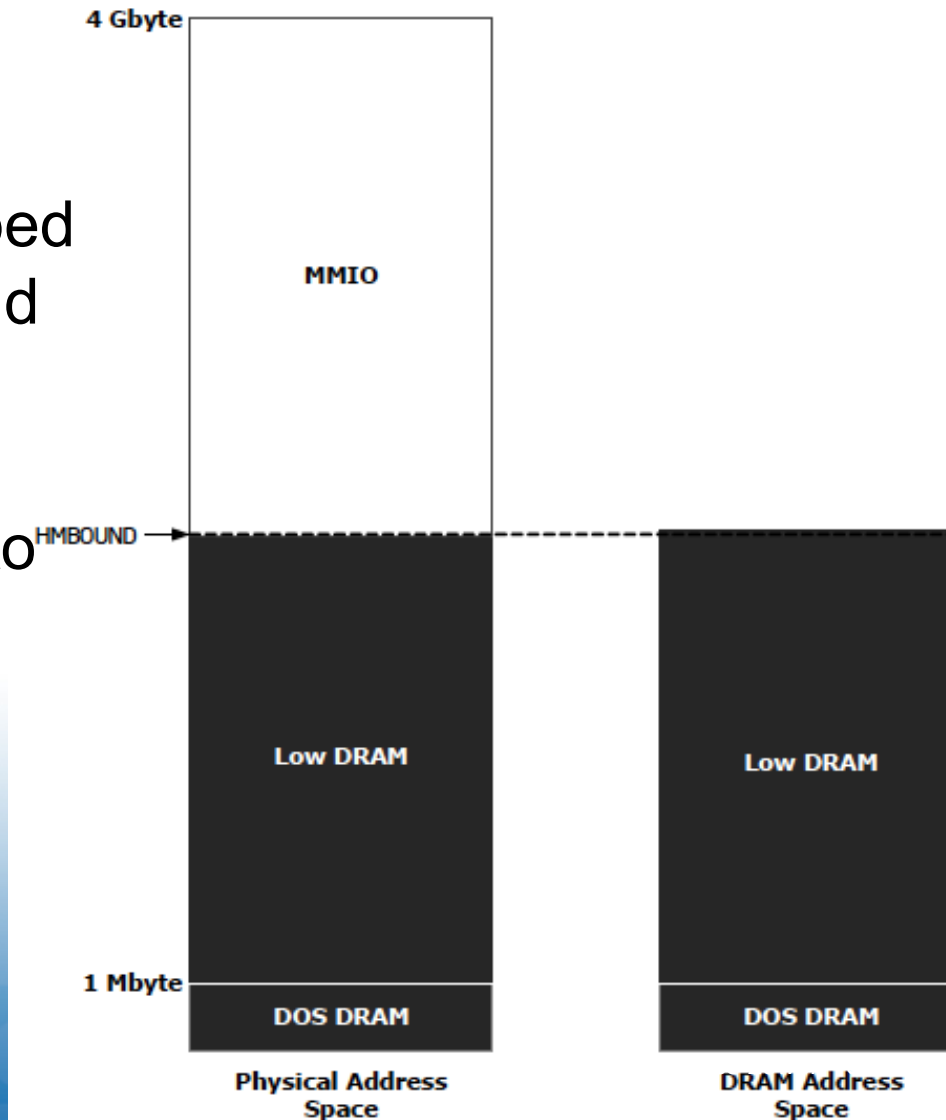 4 Gbyte
ped
d
MMIO
o
HMBOUND
Low DRAM
Low DRAM
1 Mbyte
DOS DRAM
DOS DRAM
Physical Address
Space
DRAM Address
Space